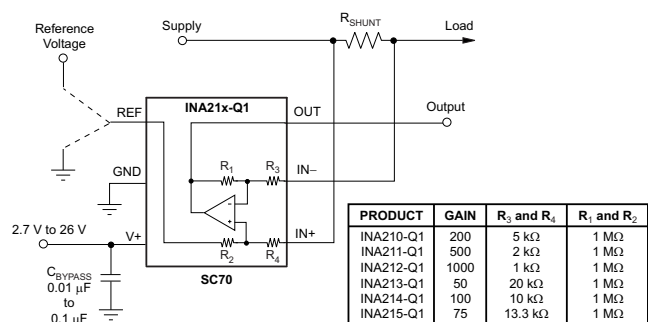 Reference
Voltage
Supply
R_SHUNT
Load
REF
INA21x-Q1
OUT
Output
GND
R₁
R₃
IN−
−
+
2.7 V to 26 V
V+
R₂
R₄
IN+
C_BYPASS
0.01 μF
to
0.1 μF
SC70
PRODUCT GAIN R₃ and R₄ R₁ and R₂
INA210-Q1 200 5 kΩ 1 MΩ
INA211-Q1 500 2 kΩ 1 MΩ
INA212-Q1 1000 1 kΩ 1 MΩ
INA213-Q1 50 20 kΩ 1 MΩ
INA214-Q1 100 10 kΩ 1 MΩ
INA215-Q1 75 13.3 kΩ 1 MΩ